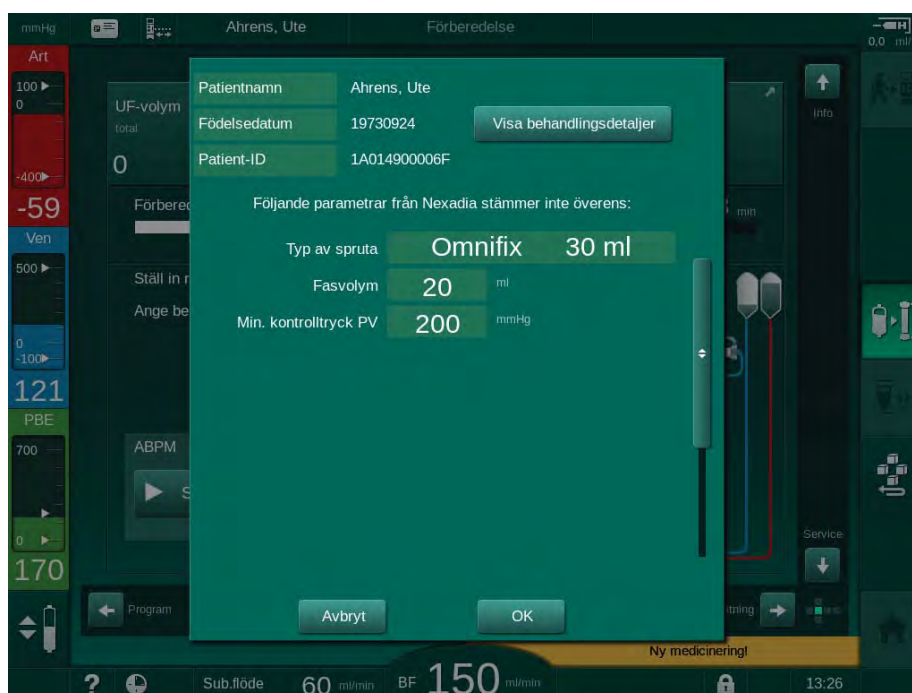 mmHg Ahrens, Ute Förberedelse 0,0 ml/
Art
100
0
-400
-59
Ven
500
0
-100
121
PBE
700
0
170
UF-volym
total
0
Info
Patientnamn Ahrens, Ute
Födelsedatum 19730924 Visa behandlingsdetaljer
Patient-ID 1A014900006F
Följande parametrar från Nexadia stämmer inte överens:
Typ av spruta Omnifix 30 ml
Fasvolym 20 ml
Min. kontrolltryck PV 200 mmHg
Förbere
min
Ställ in
Ange be
ABPM
S
Service
Avbryt OK
Program
Ny medicinering!
? Sub.flöde 60 ml/min BF 150 ml/min 13:26